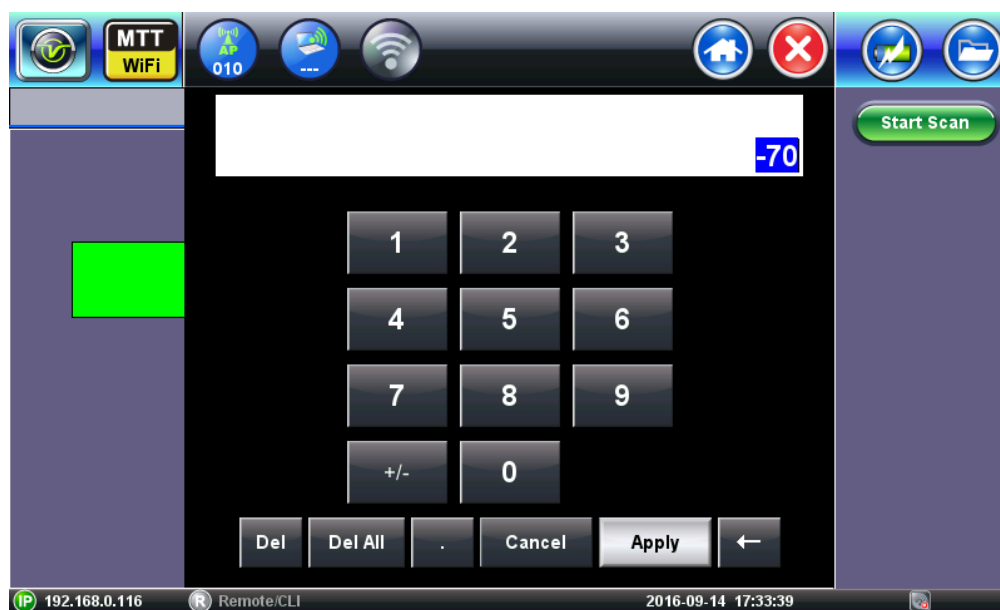 MTT
WiFi
AP
010
---
-70
Start Scan
1 2 3
4 5 6
7 8 9
+/- 0
Del Del All . Cancel Apply ←
IP 192.168.0.116 R Remote/CLI 2016-09-14 17:33:39